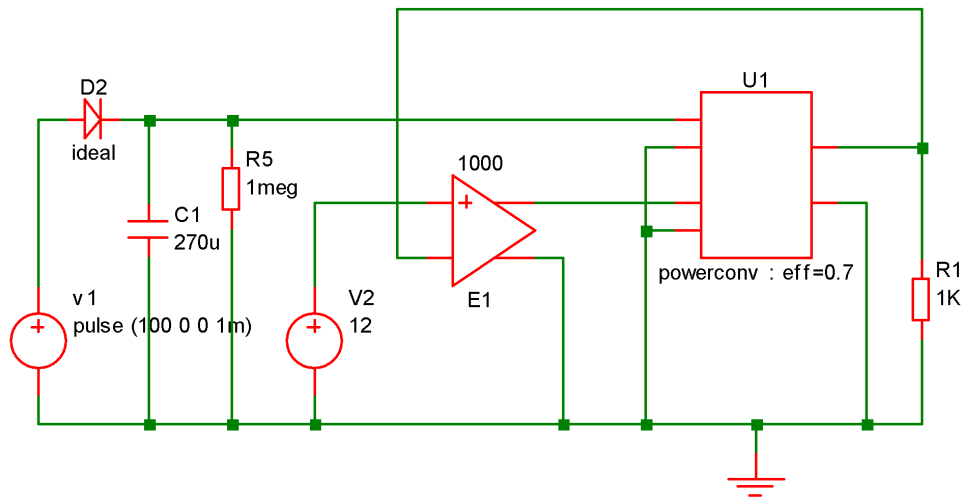 U1
D2
ideal
R5
1meg
1000
C1
270u
+
powerconv : eff=0.7
R1
1K
E1
v1
pulse (100 0 0 1m)
+
V2
12
+